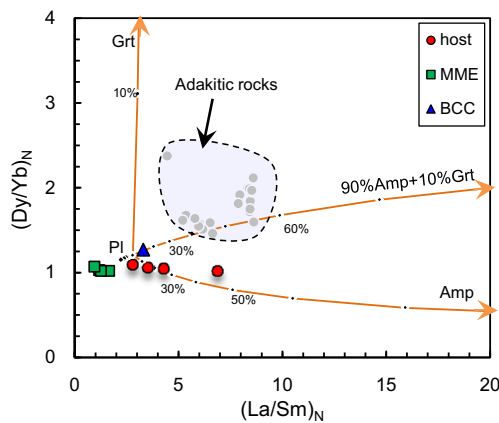 4
3
2
1
0
(Dy/Yb)N
Grt
10%
Adakitic rocks
host
MME
BCC
90%Amp+10%Grt
Pl
30%
60%
30%
50%
Amp
0
5
10
15
20
(La/Sm)N